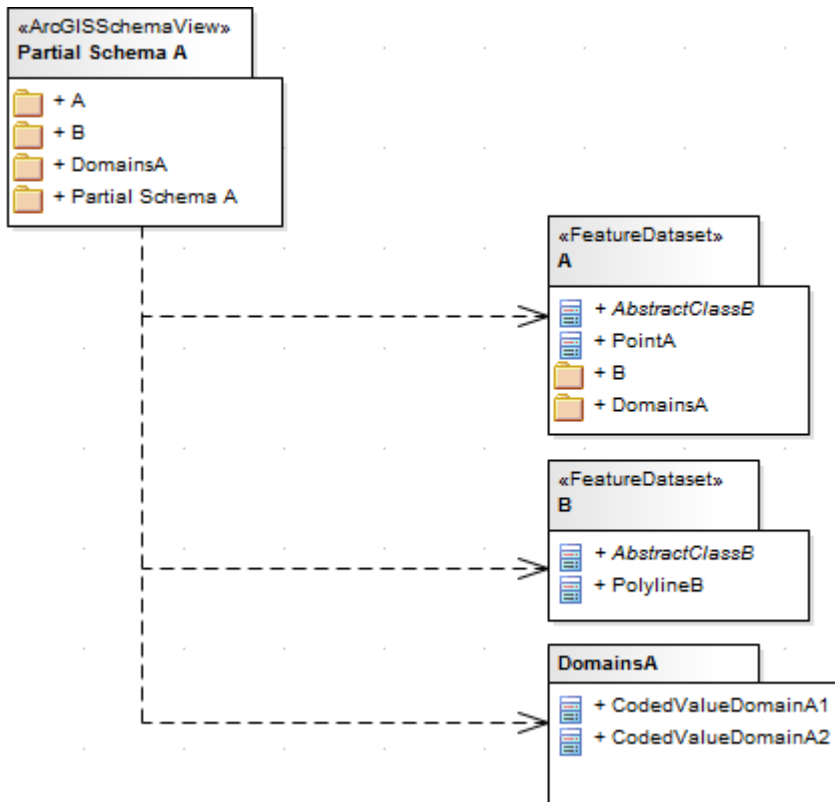 «ArcGISSchemaView»
Partial Schema A
+ A
+ B
+ DomainsA
+ Partial Schema A
«FeatureDataset»
A
+ AbstractClassB
+ PointA
+ B
+ DomainsA
«FeatureDataset»
B
+ AbstractClassB
+ PolylineB
DomainsA
+ CodedValueDomainA1
+ CodedValueDomainA2